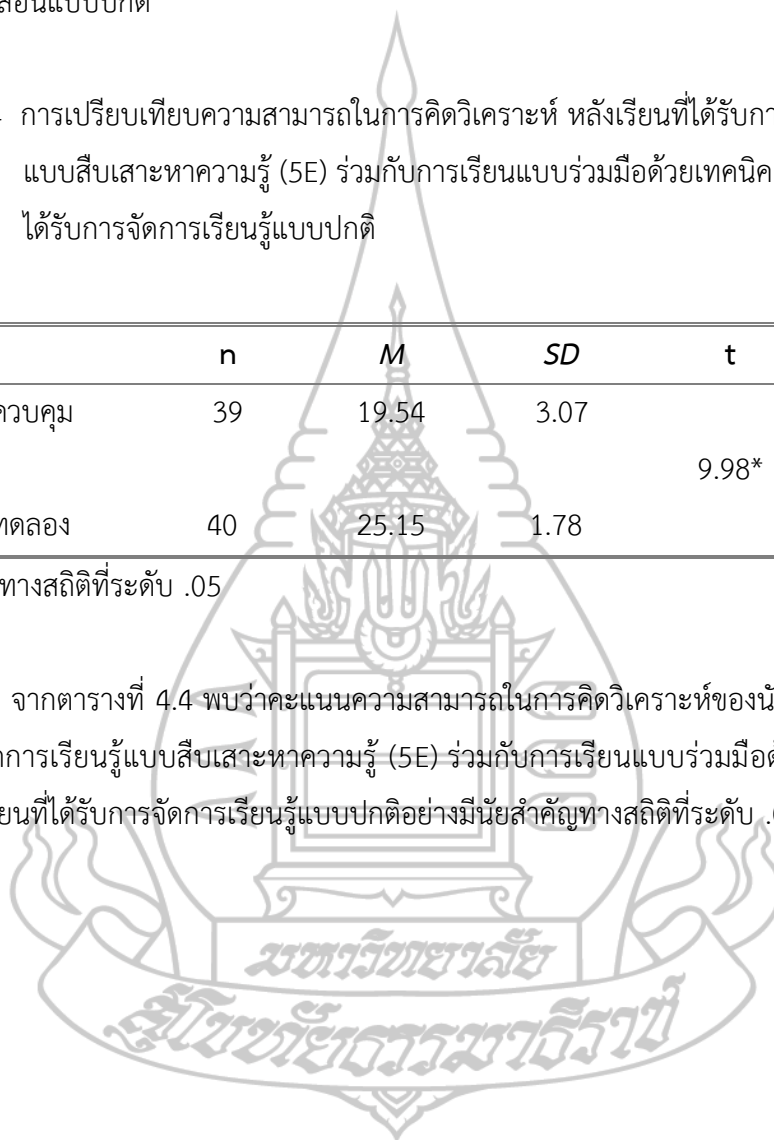 การเปรียบเทียบความสามารถในการคิดวิเคราะห์ หลังเรียนที่ได้รับกา
แบบสืบเสาะหาความรู้ (5E) ร่วมกับการเรียนแบบร่วมมือด้วยเทคนิค
ได้รับการจัดการเรียนรู้แบบปกติ
n M SD t
ควบคุม 39 19.54 3.07
9.98*
ทดลอง 40 25.15 1.78
ทางสถิติที่ระดับ .05
จากตารางที่ 4.4 พบว่าคะแนนความสามารถในการคิดวิเคราะห์ของนั
การเรียนรู้แบบสืบเสาะหาความรู้ (5E) ร่วมกับการเรียนแบบร่วมมือด้
ยนที่ได้รับการจัดการเรียนรู้แบบปกติอย่างมีนัยสำคัญทางสถิติที่ระดับ
มหาวิทยาลัย
สุโขทัยธรรมาธิราช